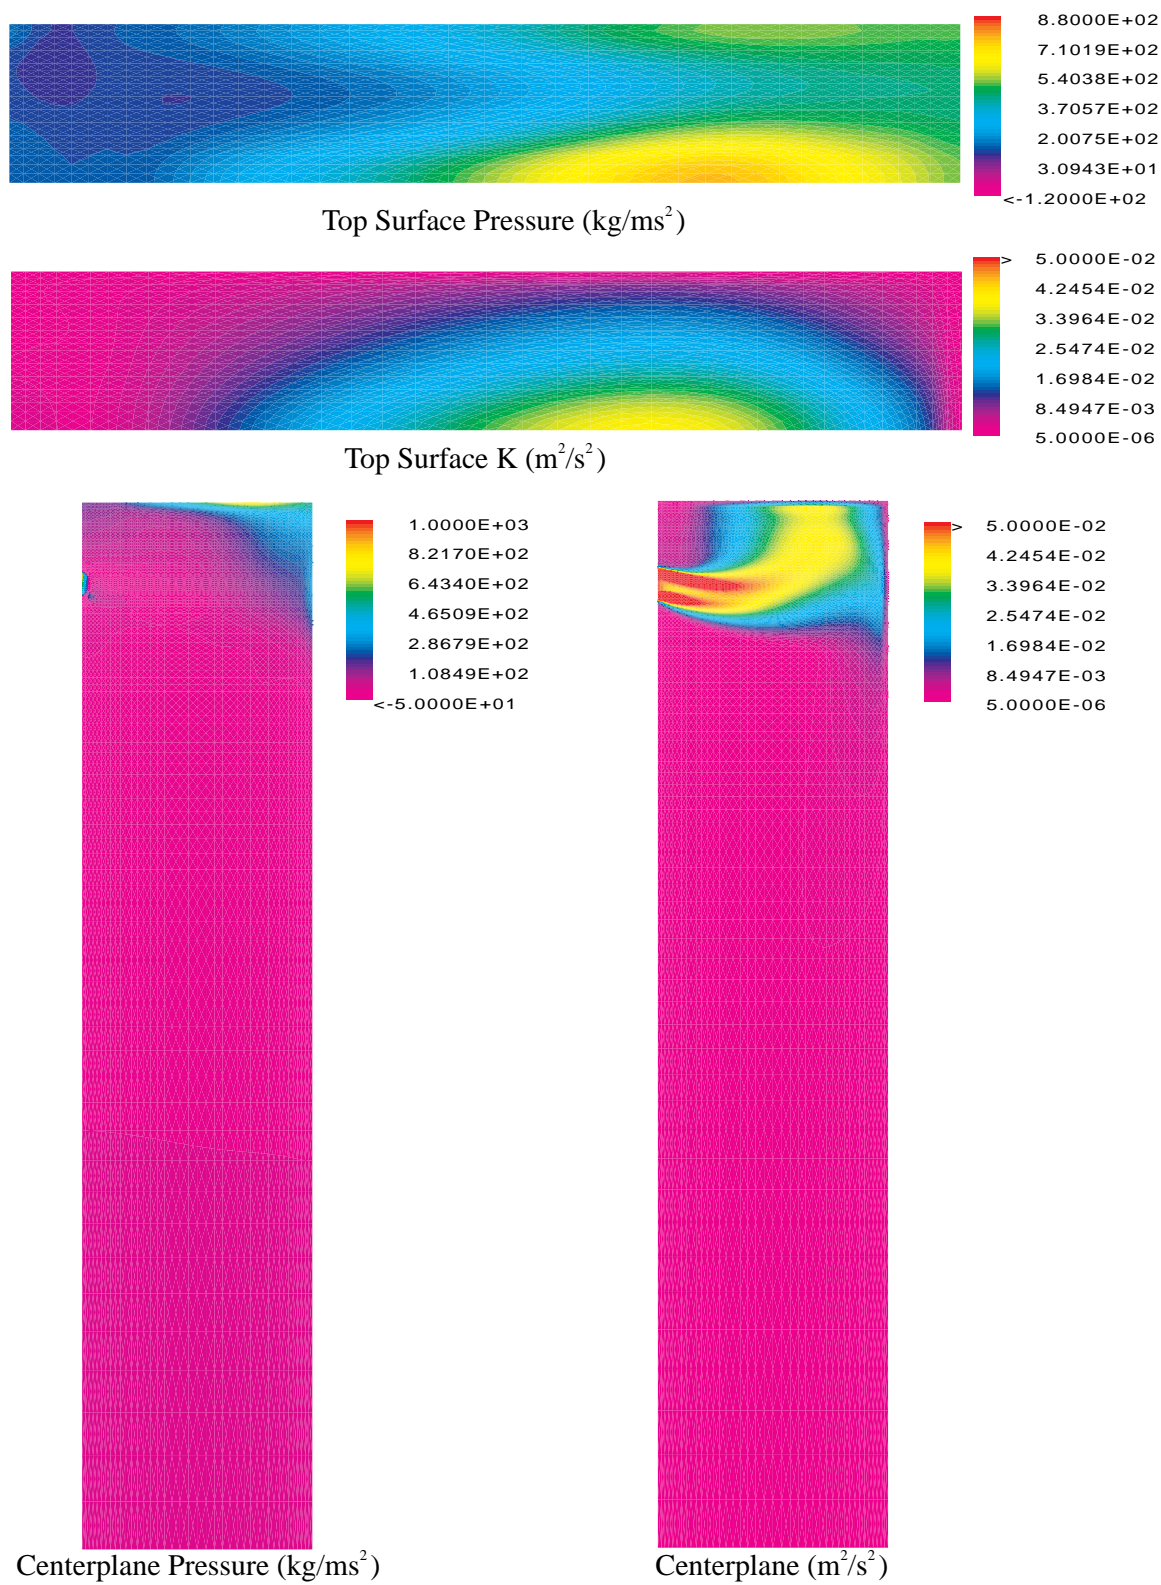 8.8000E+02
7.1019E+02
5.4038E+02
3.7057E+02
2.0075E+02
3.0943E+01
<-1.2000E+02
Top Surface Pressure (kg/ms²)
> 5.0000E-02
4.2454E-02
3.3964E-02
2.5474E-02
1.6984E-02
8.4947E-03
5.0000E-06
Top Surface K (m²/s²)
1.0000E+03
8.2170E+02
6.4340E+02
4.6509E+02
2.8679E+02
1.0849E+02
<-5.0000E+01
> 5.0000E-02
4.2454E-02
3.3964E-02
2.5474E-02
1.6984E-02
8.4947E-03
5.0000E-06
Centerplane Pressure (kg/ms²)
Centerplane (m²/s²)